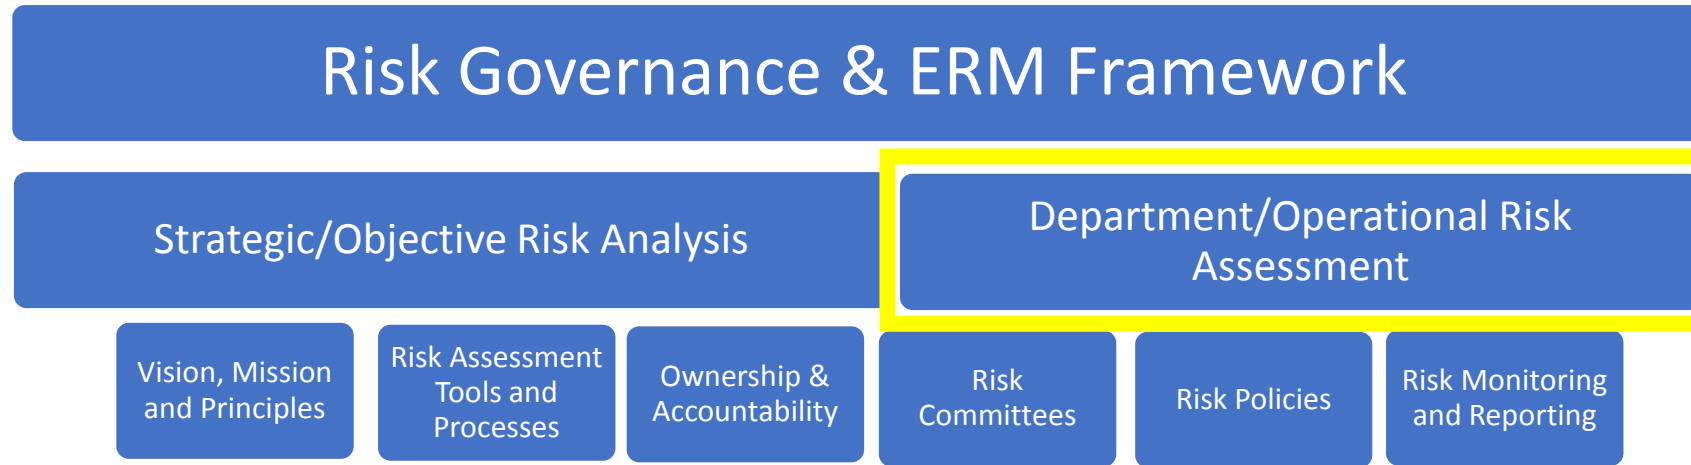 Risk Governance & ERM Framework
Strategic/Objective Risk Analysis
Department/Operational Risk
Assessment
Vision, Mission
and Principles
Risk Assessment
Tools and
Processes
Ownership &
Accountability
Risk
Committees
Risk Policies
Risk Monitoring
and Reporting